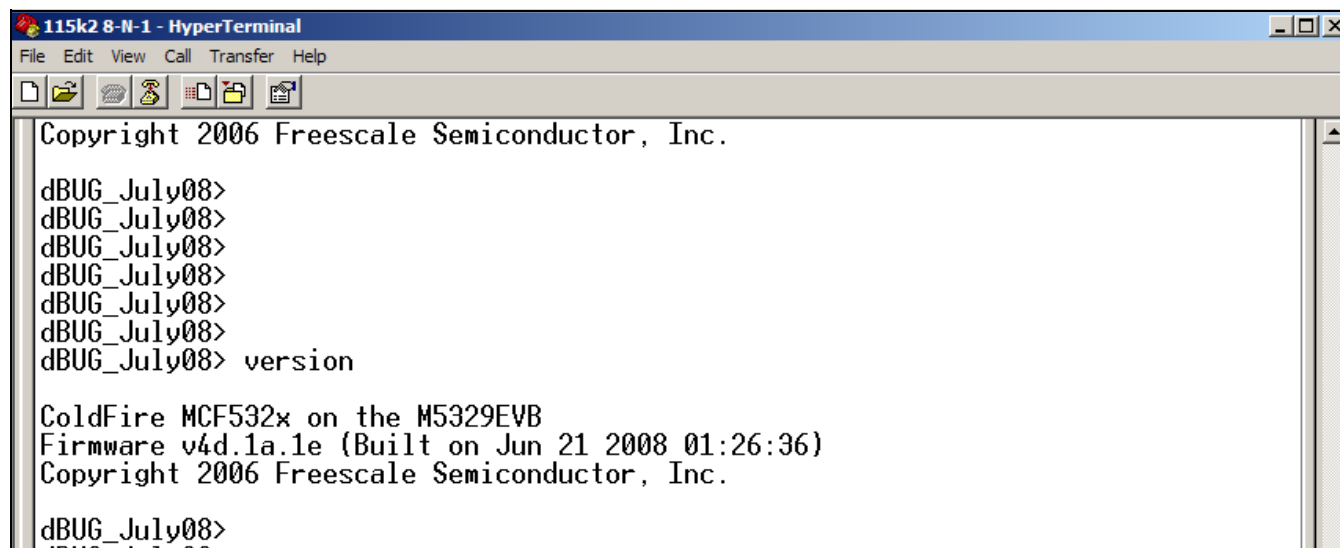 115k2 8-N-1 - HyperTerminal
File Edit View Call Transfer Help
Copyright 2006 Freescale Semiconductor, Inc.
dBUG_July08>
dBUG_July08>
dBUG_July08>
dBUG_July08>
dBUG_July08>
dBUG_July08>
dBUG_July08> version
ColdFire MCF532x on the M5329EVB
Firmware v4d.1a.1e (Built on Jun 21 2008 01:26:36)
Copyright 2006 Freescale Semiconductor, Inc.
dBUG_July08>